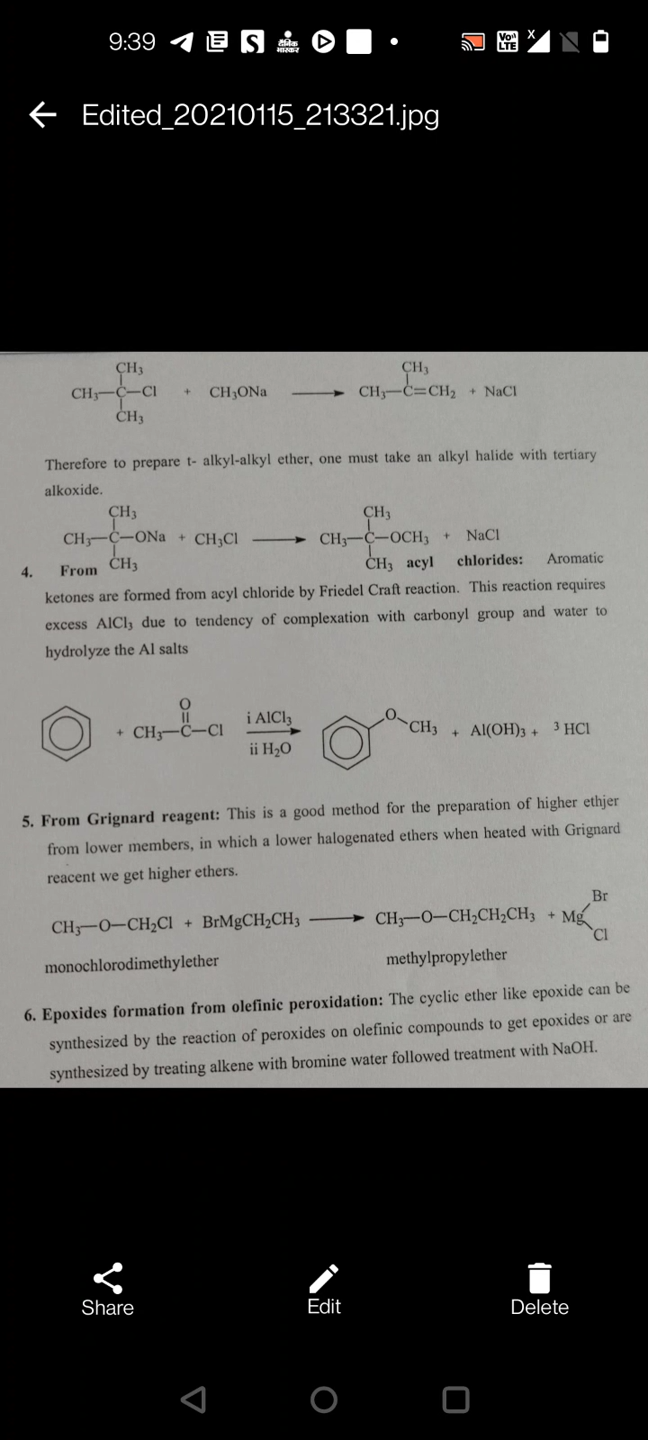 9:39
दैनिक
भास्कर
Vo))
LTE
X
Edited_20210115_213321.jpg
CH3
CH3
CH3—C—Cl + CH3ONa ⟶ CH3—C=CH2 + NaCl
CH3
Therefore to prepare t- alkyl-alkyl ether, one must take an alkyl halide with tertiary
alkoxide.
CH3
CH3
CH3—C—ONa + CH3Cl ⟶ CH3—C—OCH3 + NaCl
4. From CH3 CH3 acyl chlorides: Aromatic
ketones are formed from acyl chloride by Friedel Craft reaction. This reaction requires
excess AlCl3 due to tendency of complexation with carbonyl group and water to
hydrolyze the Al salts
O
+ CH3—C—Cl i AlCl3 O CH3 + Al(OH)3 + 3 HCl
ii H2O
5. From Grignard reagent: This is a good method for the preparation of higher ethjer
from lower members, in which a lower halogenated ethers when heated with Grignard
reacent we get higher ethers.
Br
CH3—O—CH2Cl + BrMgCH2CH3 ⟶ CH3—O—CH2CH2CH3 + Mg
Cl
monochlorodimethylether methylpropylether
6. Epoxides formation from olefinic peroxidation: The cyclic ether like epoxide can be
synthesized by the reaction of peroxides on olefinic compounds to get epoxides or are
synthesized by treating alkene with bromine water followed treatment with NaOH.
Share Edit Delete